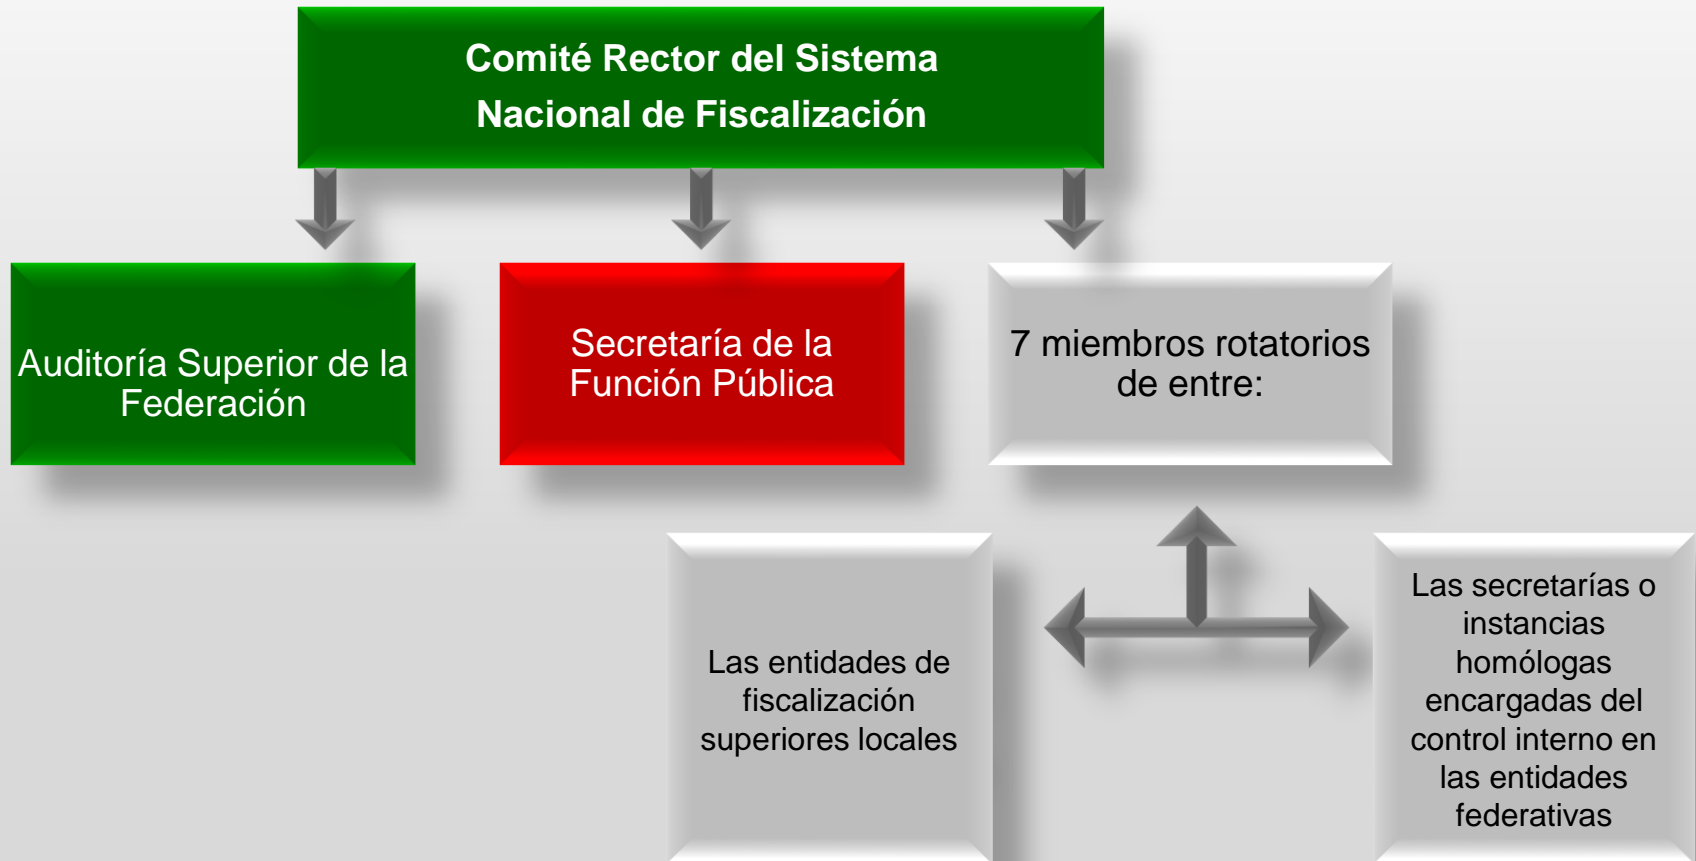 Comité Rector del Sistema
Nacional de Fiscalización
Auditoría Superior de la
Federación
Secretaría de la
Función Pública
7 miembros rotatorios
de entre:
Las entidades de
fiscalización
superiores locales
Las secretarías o
instancias
homólogas
encargadas del
control interno en
las entidades
federativas